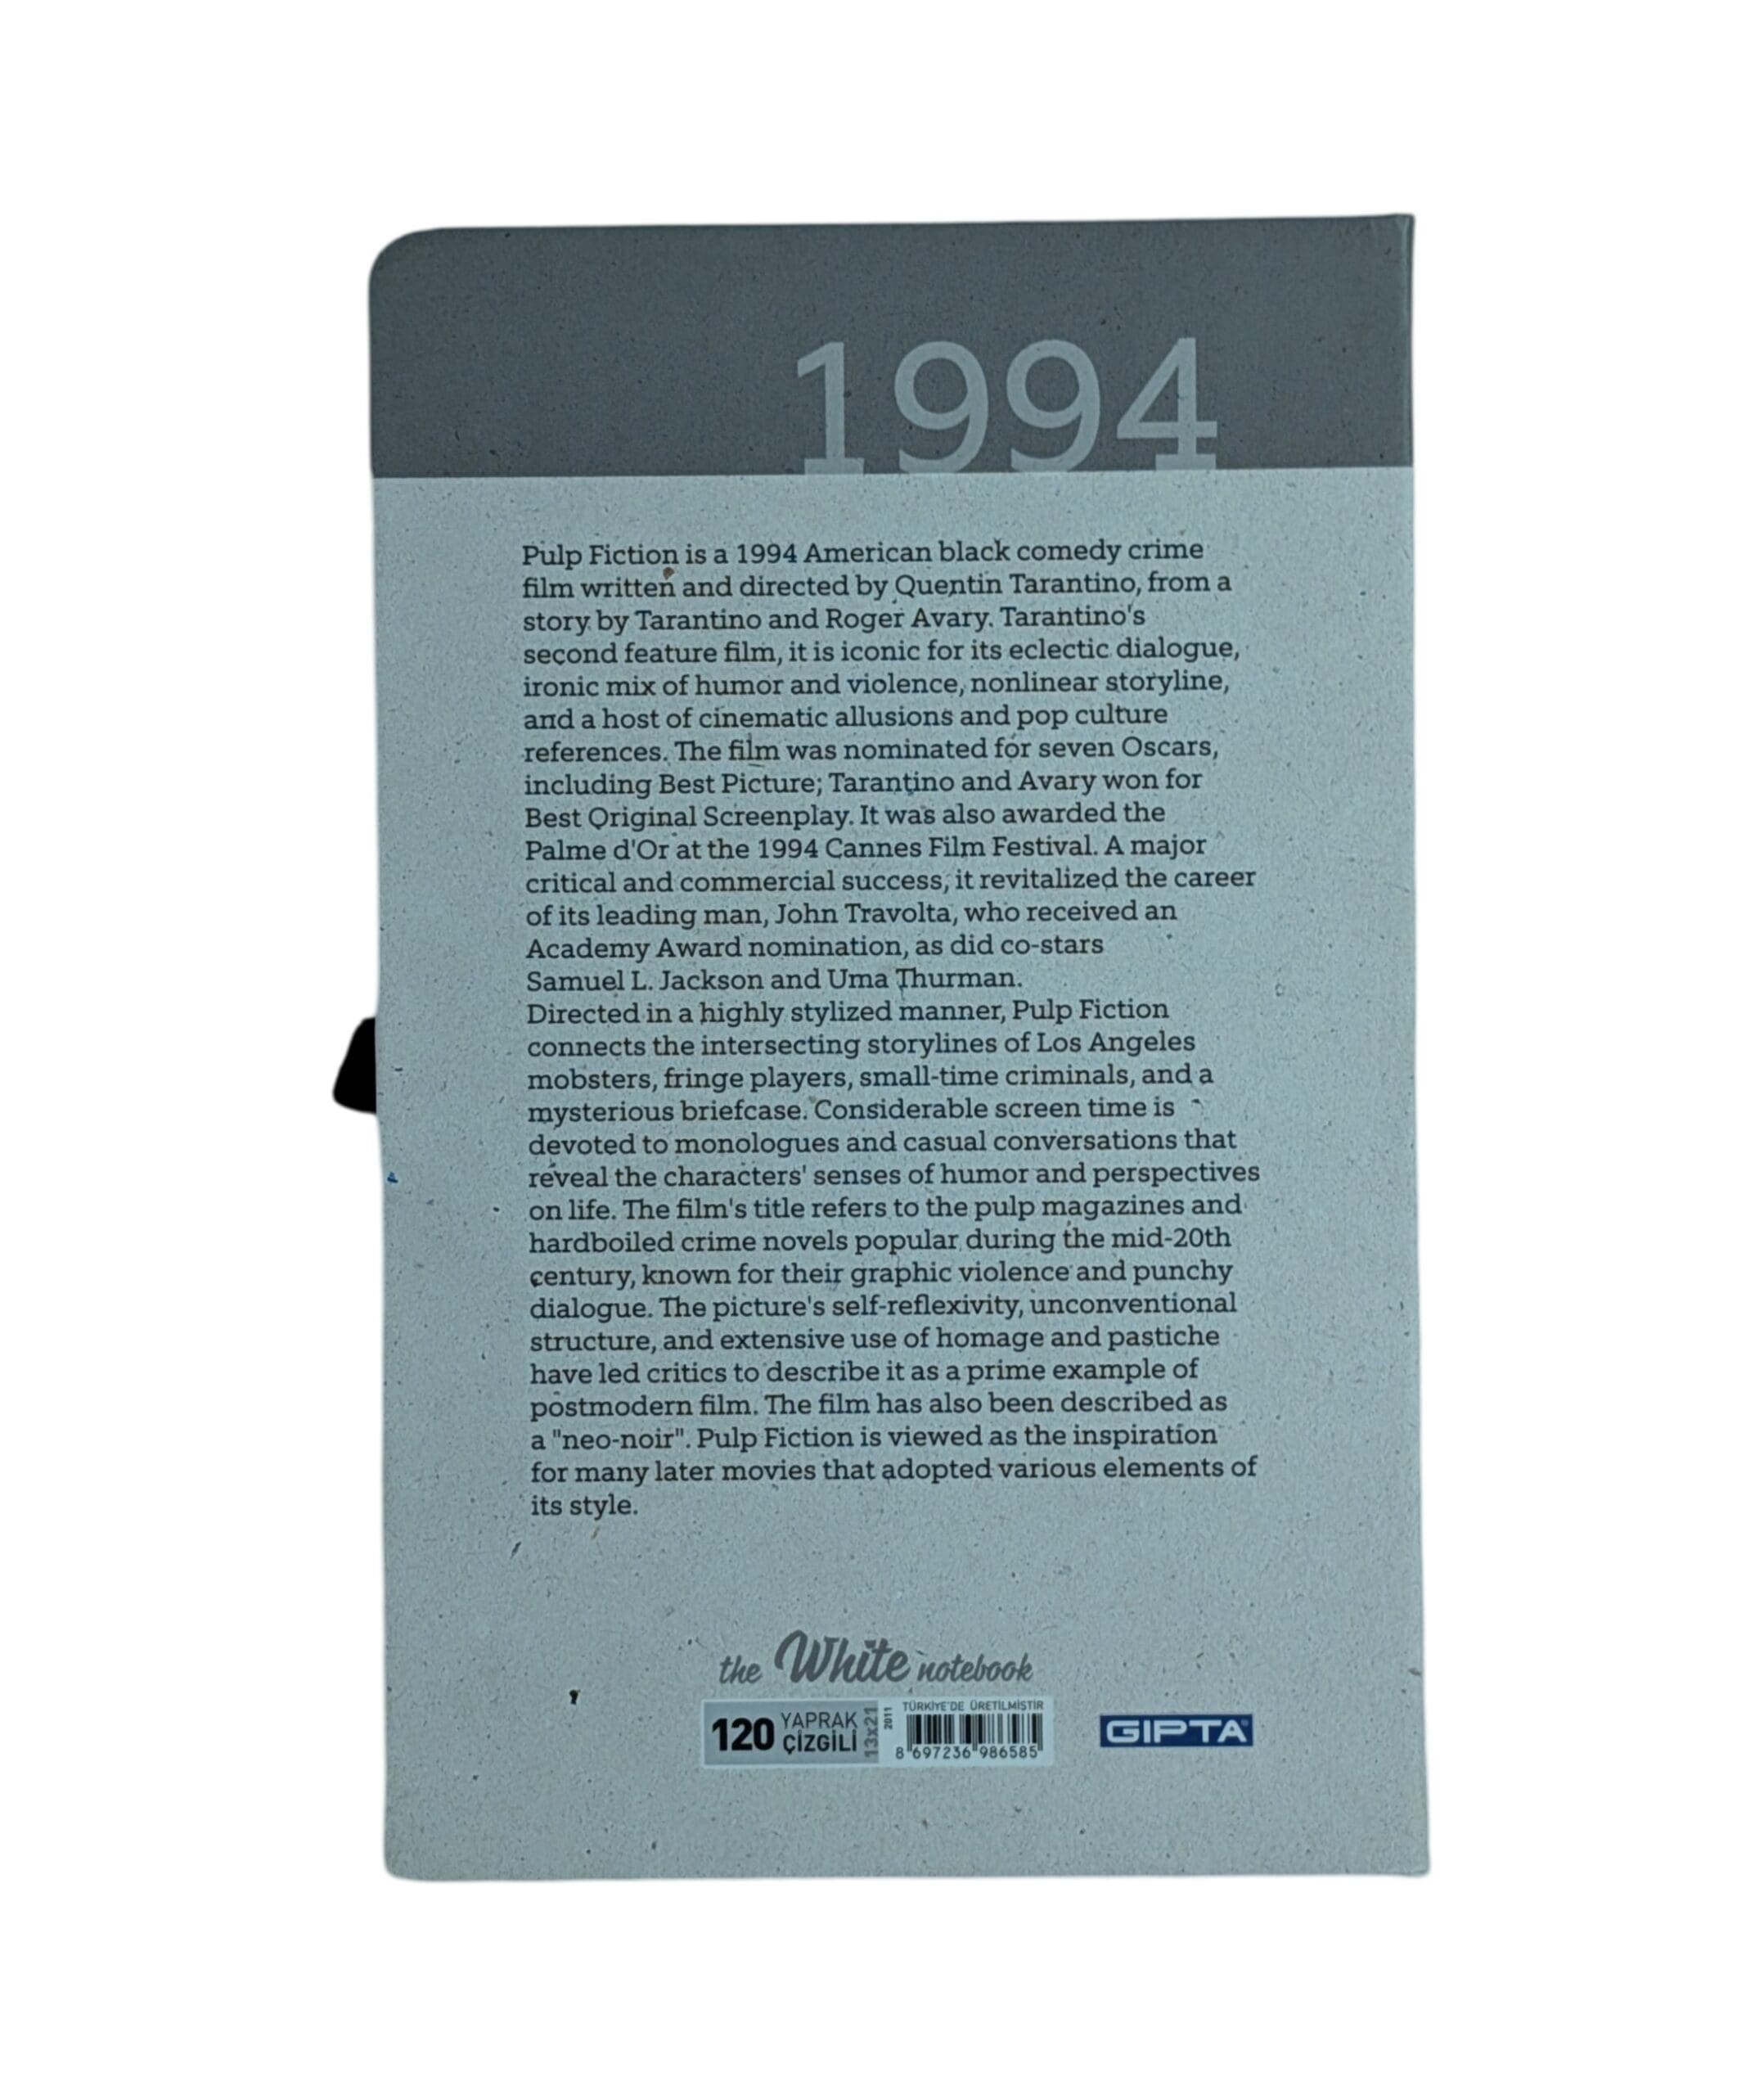 1994
Pulp Fiction is a 1994 American black comedy crime
film written and directed by Quentin Tarantino, from a
story by Tarantino and Roger Avary. Tarantino's
second feature film, it is iconic for its eclectic dialogue,
ironic mix of humor and violence, nonlinear storyline,
and a host of cinematic allusions and pop culture
references. The film was nominated for seven Oscars,
including Best Picture; Tarantino and Avary won for
Best Original Screenplay. It was also awarded the
Palme d'Or at the 1994 Cannes Film Festival. A major
critical and commercial success, it revitalized the career
of its leading man, John Travolta, who received an
Academy Award nomination, as did co-stars
Samuel L. Jackson and Uma Thurman.
Directed in a highly stylized manner, Pulp Fiction
connects the intersecting storylines of Los Angeles
mobsters, fringe players, small-time criminals, and a
mysterious briefcase. Considerable screen time is
devoted to monologues and casual conversations that
reveal the characters' senses of humor and perspectives
on life. The film's title refers to the pulp magazines and
hardboiled crime novels popular during the mid-20th
century, known for their graphic violence and punchy
dialogue. The picture's self-reflexivity, unconventional
structure, and extensive use of homage and pastiche
have led critics to describe it as a prime example of
postmodern film. The film has also been described as
a "neo-noir". Pulp Fiction is viewed as the inspiration
for many later movies that adopted various elements of
its style.
the White notebook
120 YAPRAK ÇİZGİLİ
13x21
2011
TÜRKİYE'DE ÜRETİLMİŞTİR
8 697236 986585
GIPTA